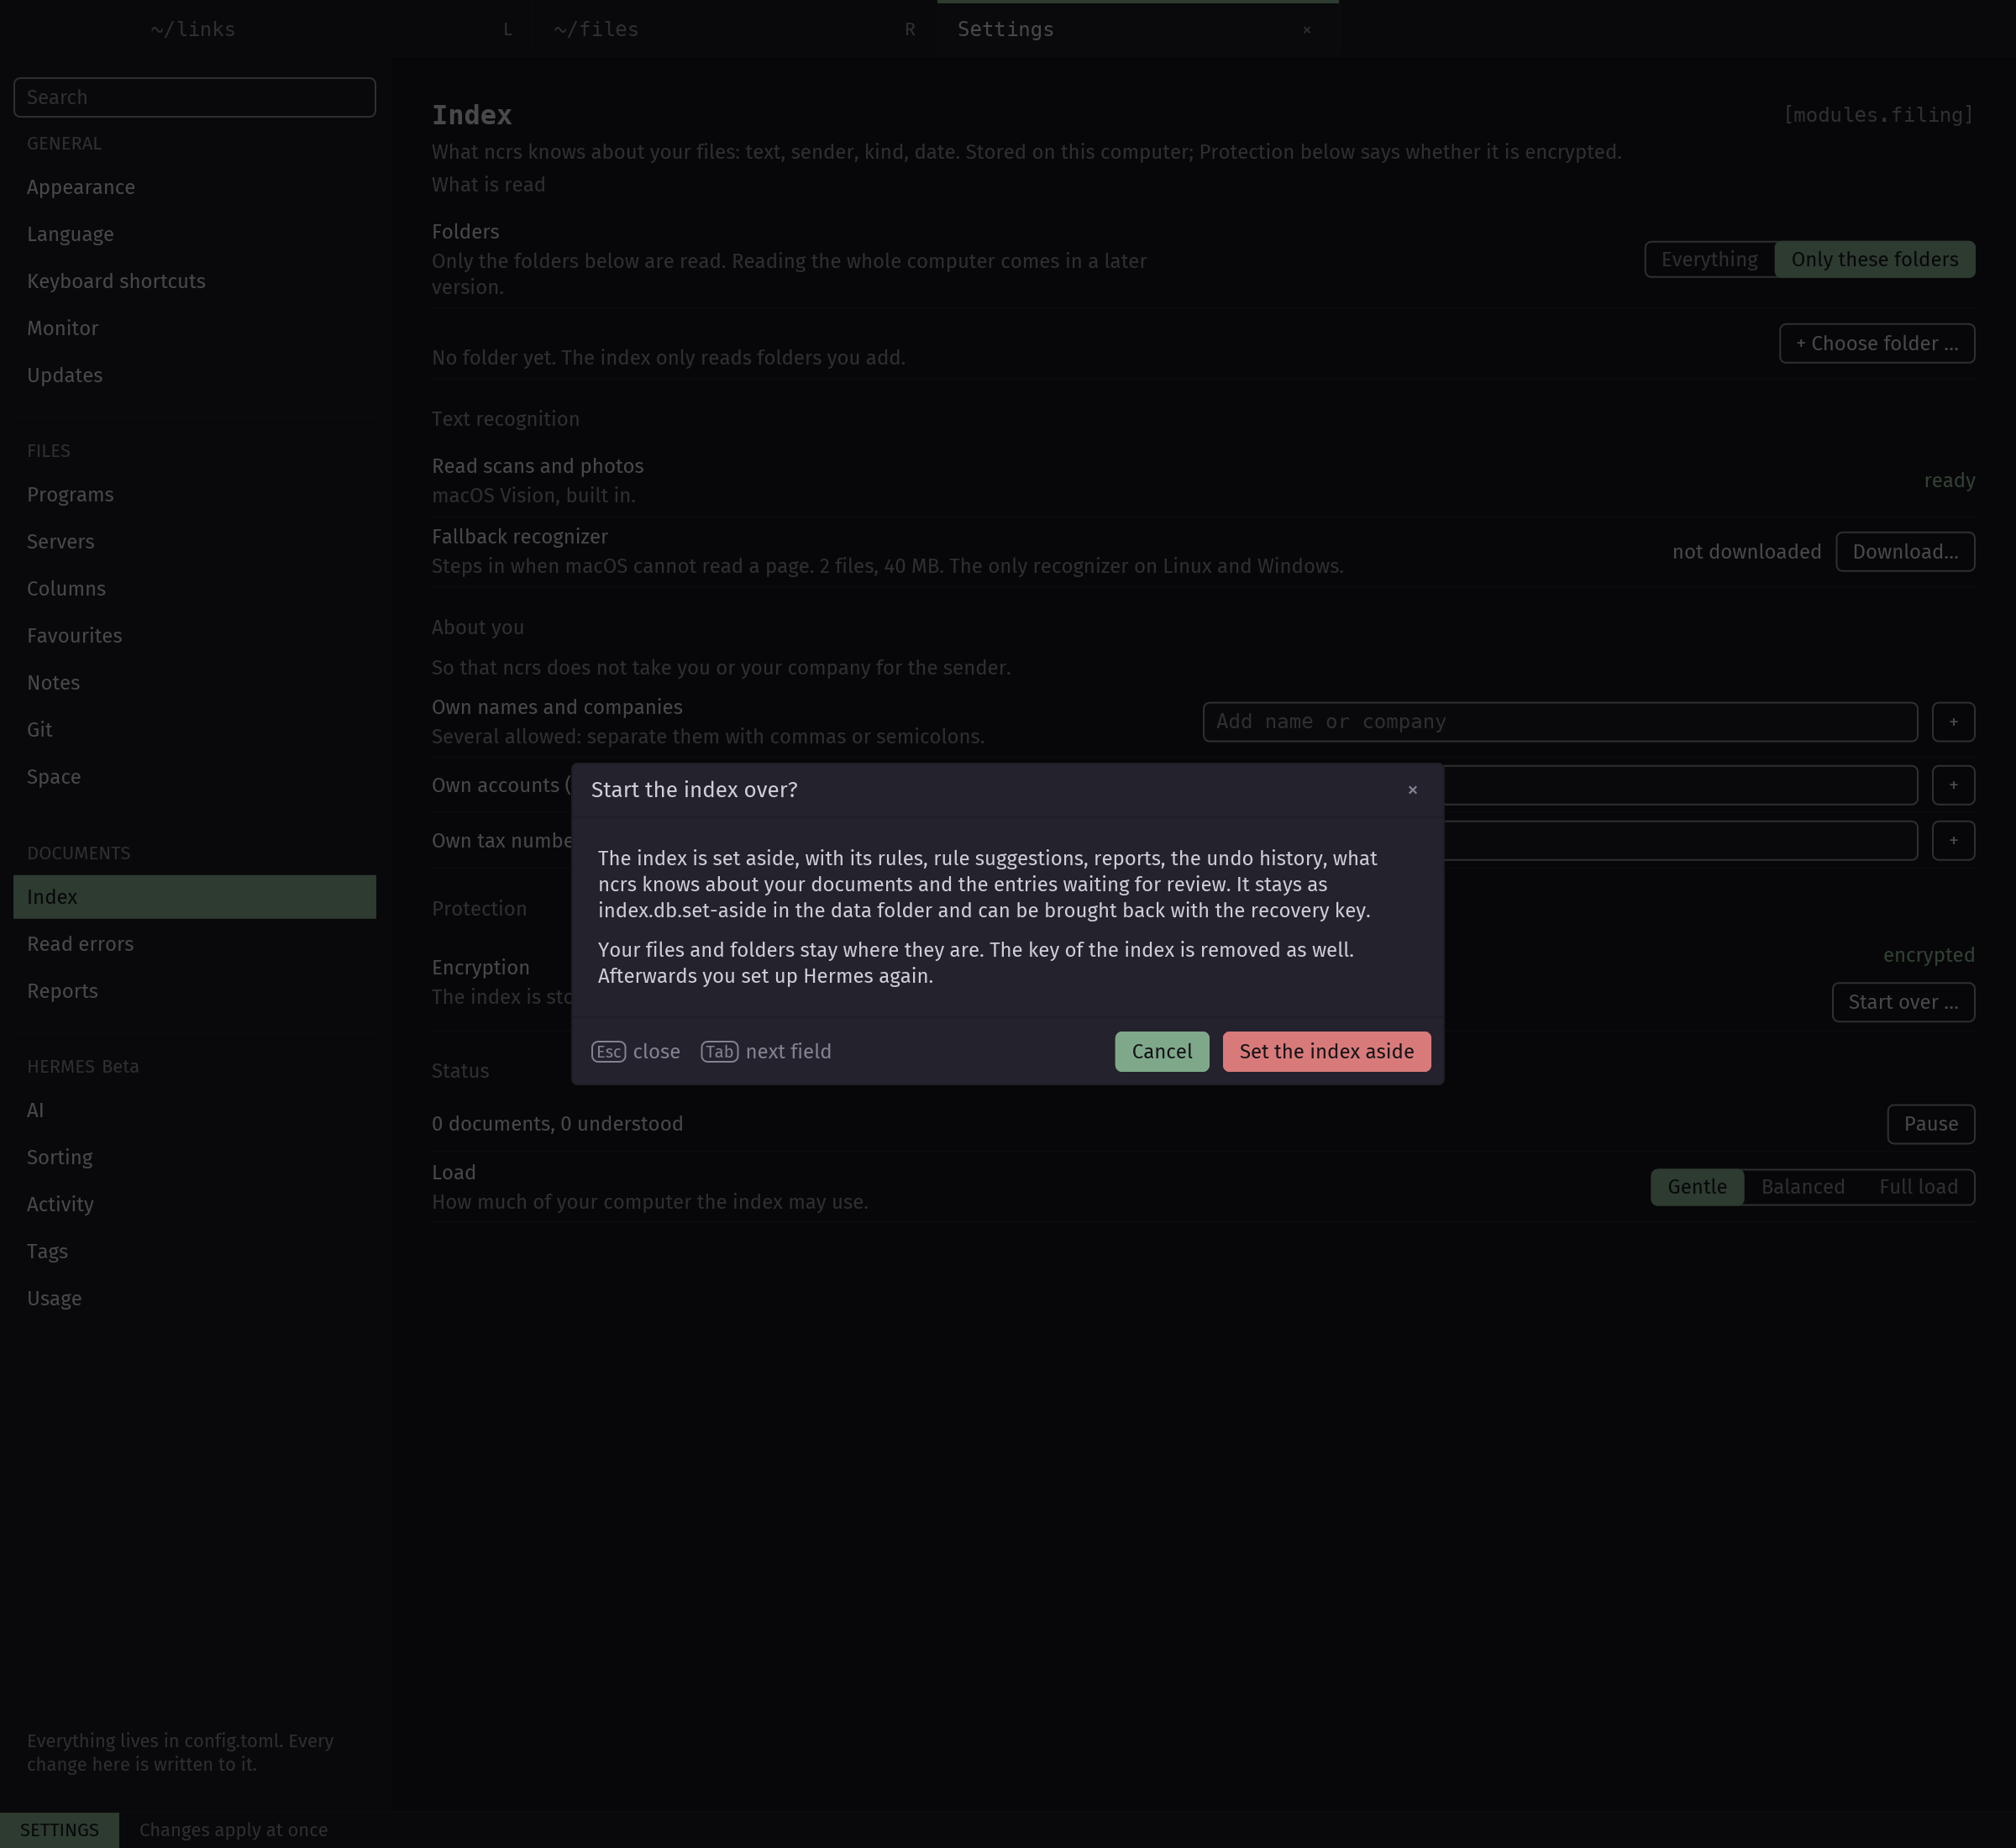 ~/links L ~/files R Settings ×
Search
GENERAL
Appearance
Language
Keyboard shortcuts
Monitor
Updates
FILES
Programs
Servers
Columns
Favourites
Notes
Git
Space
DOCUMENTS
Index
Read errors
Reports
HERMES Beta
AI
Sorting
Activity
Tags
Usage
Everything lives in config.toml. Every
change here is written to it.
Index [modules.filing]
What ncrs knows about your files: text, sender, kind, date. Stored on this computer; Protection below says whether it is encrypted.
What is read
Folders
Only the folders below are read. Reading the whole computer comes in a later
version.
Everything Only these folders
No folder yet. The index only reads folders you add.
+ Choose folder ...
Text recognition
Read scans and photos
macOS Vision, built in.
ready
Fallback recognizer
Steps in when macOS cannot read a page. 2 files, 40 MB. The only recognizer on Linux and Windows.
not downloaded Download...
About you
So that ncrs does not take you or your company for the sender.
Own names and companies
Several allowed: separate them with commas or semicolons.
Add name or company +
Own accounts ( +
Own tax numbe +
Protection
Encryption
The index is sto
encrypted
Start over ...
Start the index over? ×
The index is set aside, with its rules, rule suggestions, reports, the undo history, what
ncrs knows about your documents and the entries waiting for review. It stays as
index.db.set-aside in the data folder and can be brought back with the recovery key.
Your files and folders stay where they are. The key of the index is removed as well.
Afterwards you set up Hermes again.
Esc close Tab next field Cancel Set the index aside
Status
0 documents, 0 understood Pause
Load
How much of your computer the index may use.
Gentle Balanced Full load
SETTINGS Changes apply at once